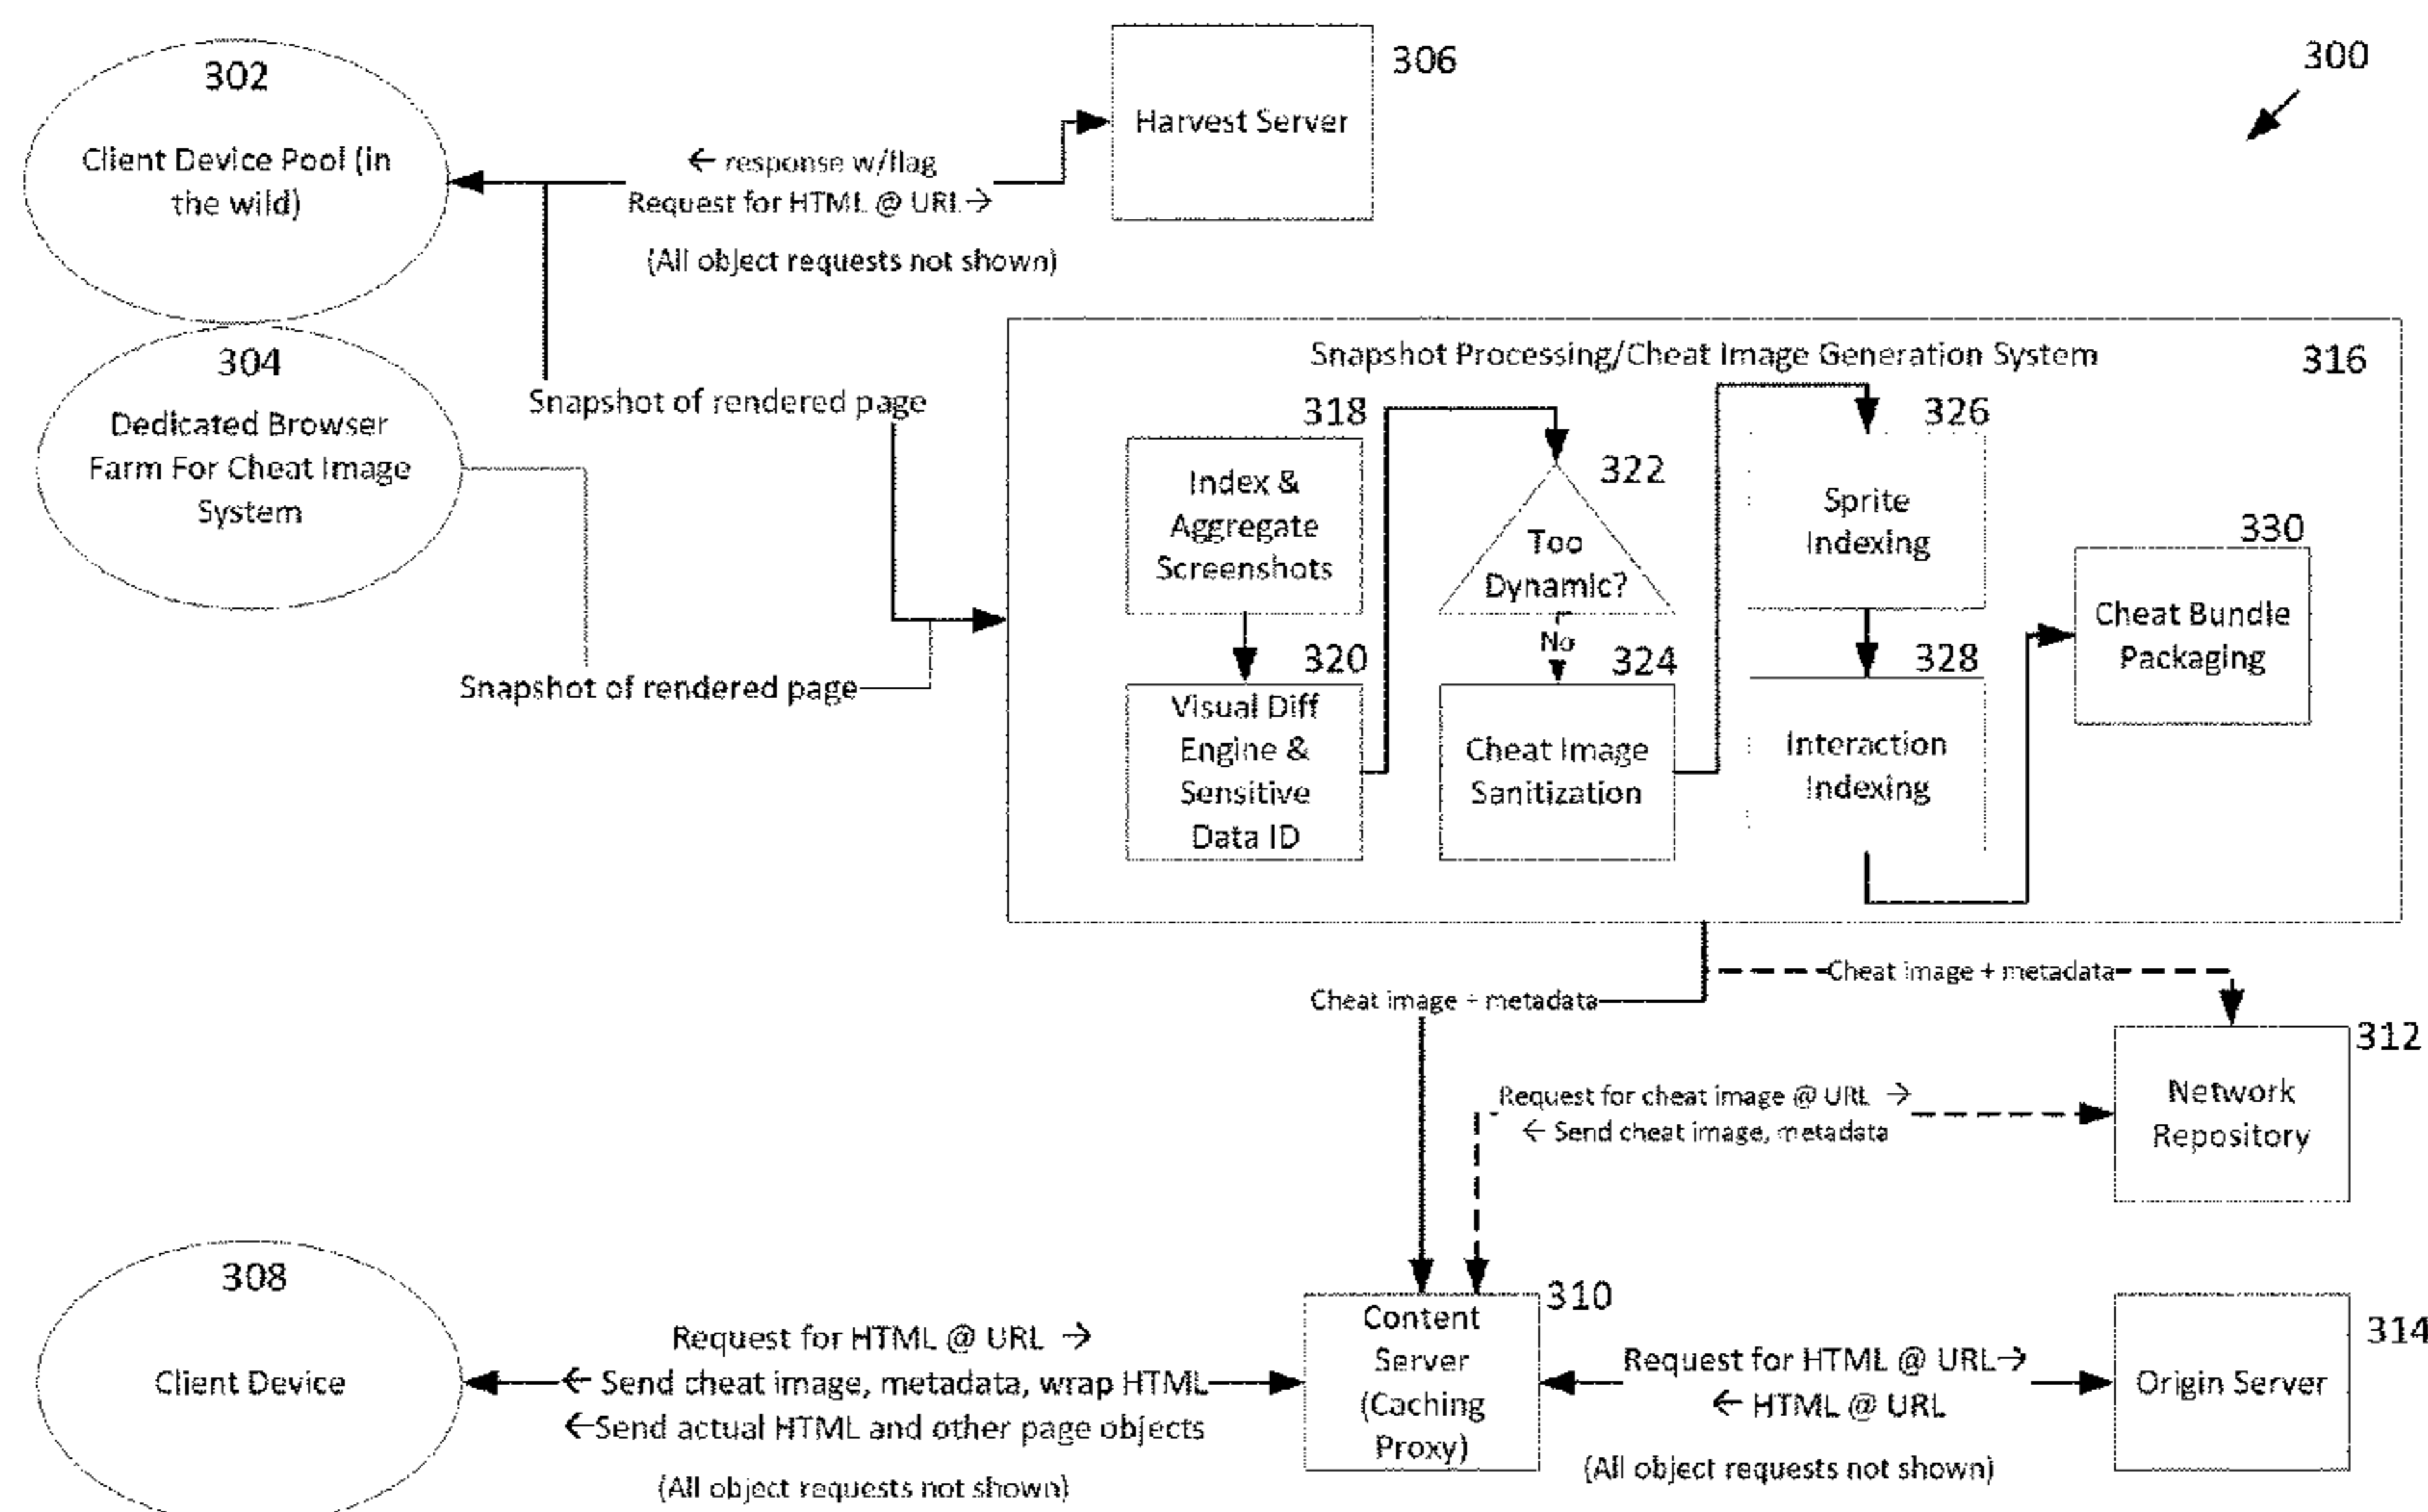 302
Client Device Pool (in
the wild)
← response w/flag
Request for HTML @ URL→
(All object requests not shown)
306
Harvest Server
300
304
Dedicated Browser
Farm For Cheat Image
System
Snapshot of rendered page
Snapshot of rendered page
Snapshot Processing/Cheat Image Generation System
316
318
Index &
Aggregate
Screenshots
320
Visual Diff
Engine &
Sensitive
Data ID
322
Too
Dynamic?
No
324
Cheat Image
Sanitization
326
Sprite
Indexing
328
Interaction
Indexing
330
Cheat Bundle
Packaging
Cheat image + metadata
Cheat image + metadata
312
Network
Repository
Request for cheat image @ URL →
← Send cheat image, metadata
308
Client Device
Request for HTML @ URL →
← Send cheat image, metadata, wrap HTML
←Send actual HTML and other page objects
(All object requests not shown)
310
Content
Server
(Caching
Proxy)
Request for HTML @ URL→
← HTML @ URL
(All object requests not shown)
314
Origin Server